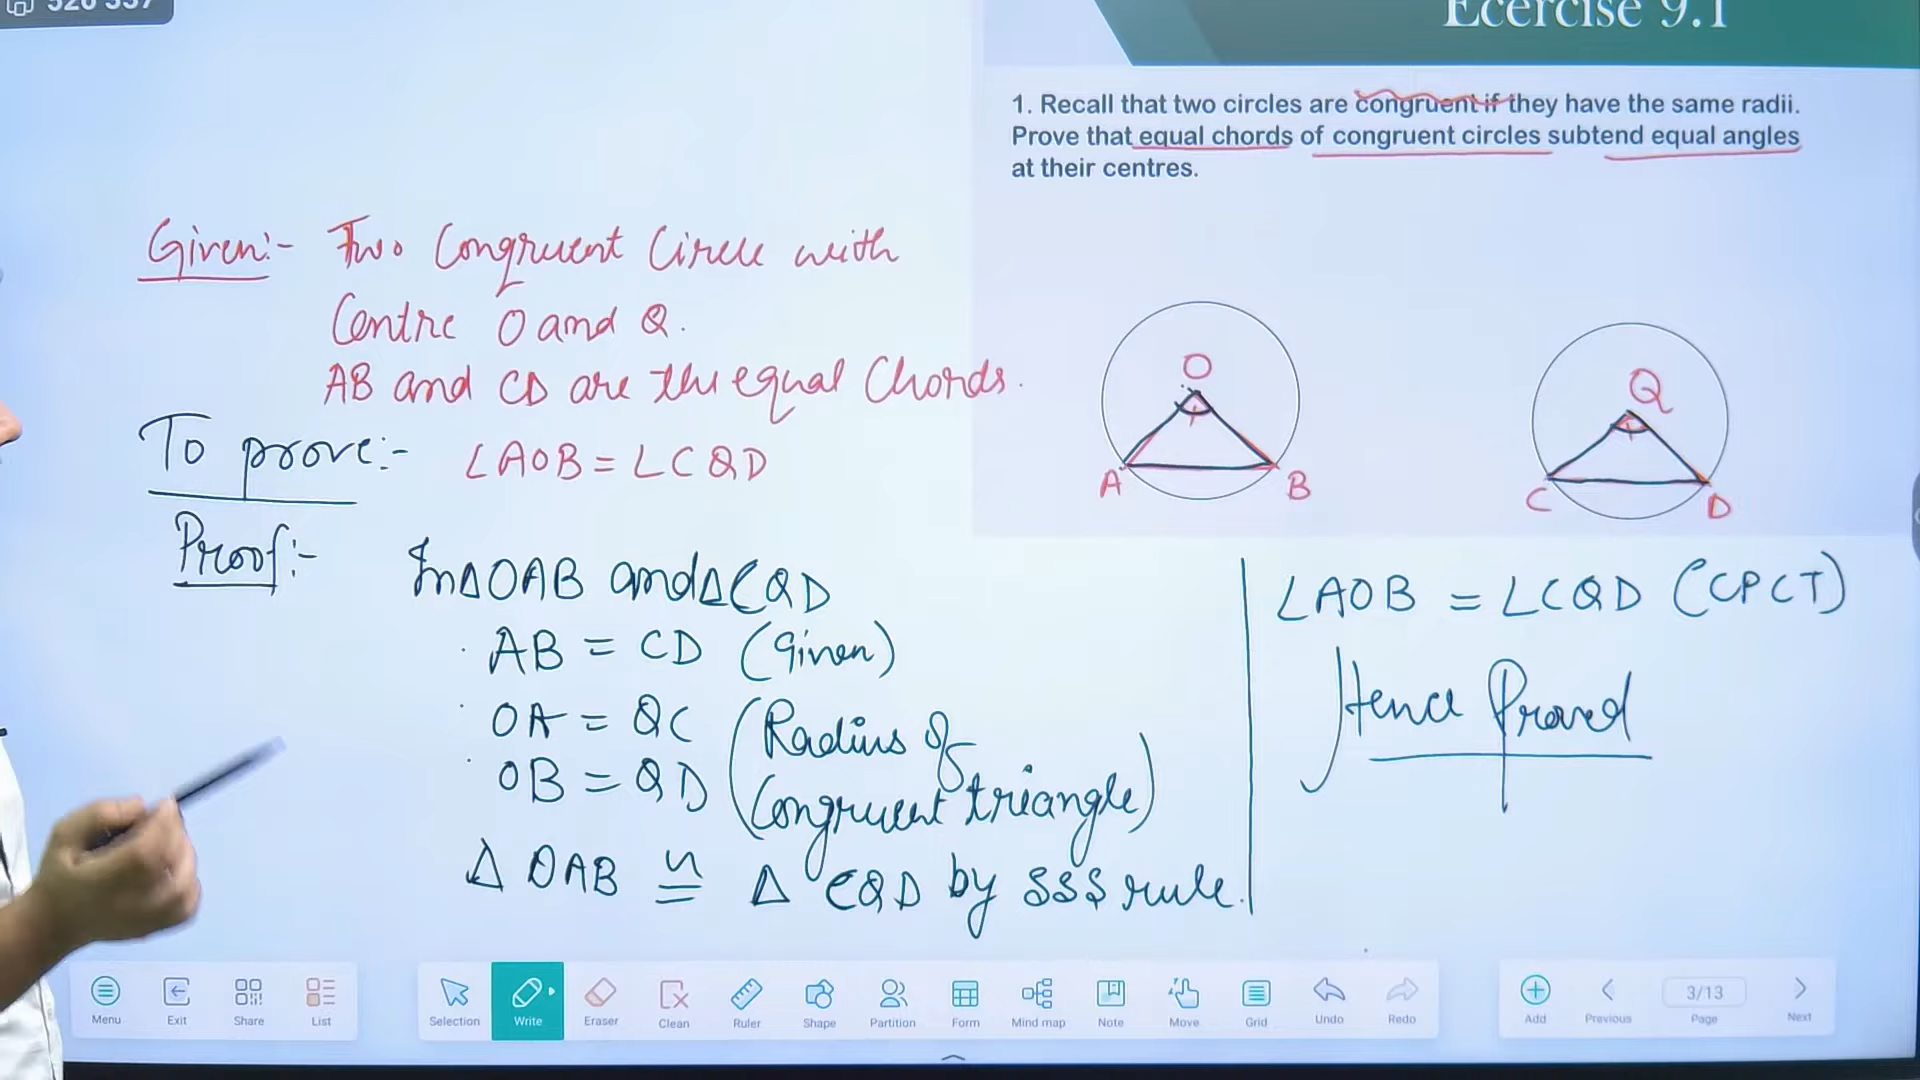 526 337
Ecercise 9.1
1. Recall that two circles are congruent if they have the same radii.
Prove that equal chords of congruent circles subtend equal angles
at their centres.
Given:- Two Congruent Circle with
Centre O and Q.
AB and CD are the equal Chords.
To prove:- ∠AOB = ∠CQD
O
A
B
Q
C
D
Proof:- In △OAB and △CQD
AB = CD (Given)
OA = QC (Radius of
OB = QD Congruent triangle)
△ OAB ≅ △ CQD by SSS rule.
∠AOB = ∠CQD (CPCT)
Hence Proved
Menu Exit Share List Selection Write Eraser Clean Ruler Shape Partition Form Mind map Note Move Grid Undo Redo Add Previous 3/13 Page Next